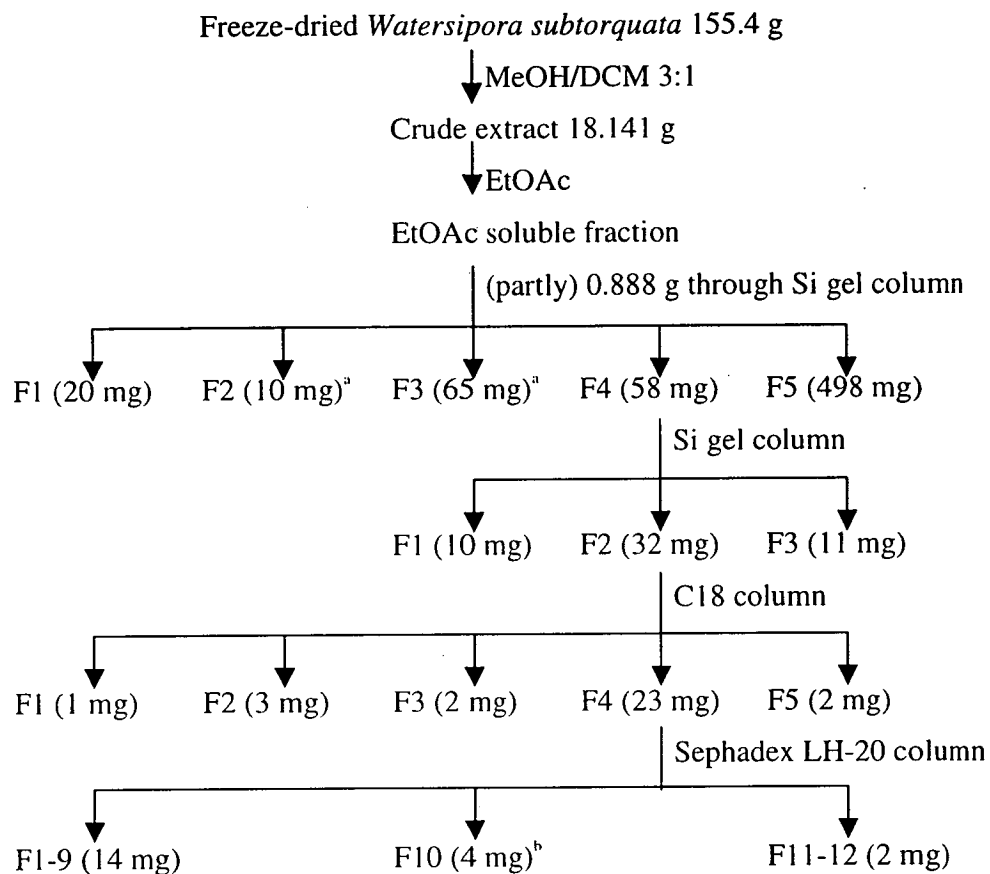 Freeze-dried Watersipora subtorquata 155.4 g
MeOH/DCM 3:1
Crude extract 18.141 g
EtOAc
EtOAc soluble fraction
(partly) 0.888 g through Si gel column
F1 (20 mg) F2 (10 mg)ᵃ F3 (65 mg)ᵃ F4 (58 mg) F5 (498 mg)
Si gel column
F1 (10 mg) F2 (32 mg) F3 (11 mg)
C18 column
F1 (1 mg) F2 (3 mg) F3 (2 mg) F4 (23 mg) F5 (2 mg)
Sephadex LH-20 column
F1-9 (14 mg) F10 (4 mg)ᵇ F11-12 (2 mg)